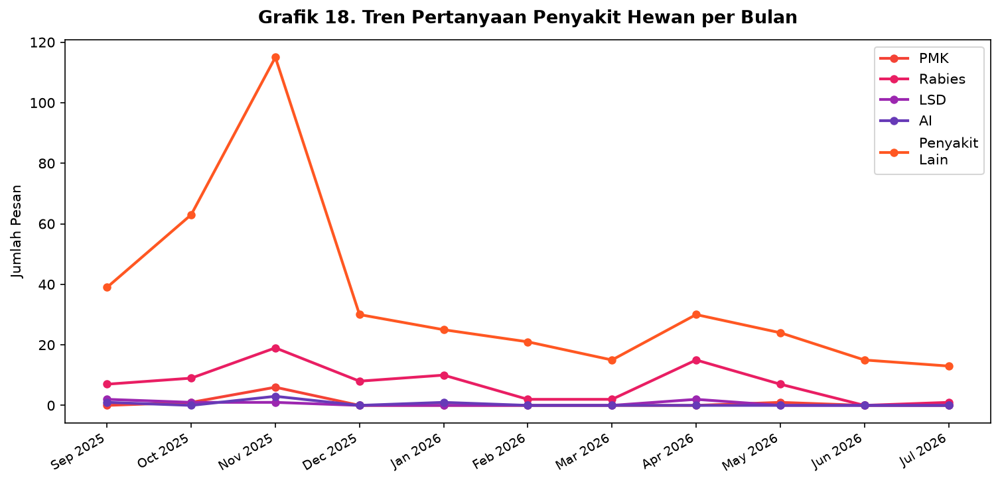 Grafik 18. Tren Pertanyaan Penyakit Hewan per Bulan
120
100
80
60
40
20
0
Jumlah Pesan
PMK
Rabies
LSD
AI
Penyakit
Lain
Sep 2025
Oct 2025
Nov 2025
Dec 2025
Jan 2026
Feb 2026
Mar 2026
Apr 2026
May 2026
Jun 2026
Jul 2026